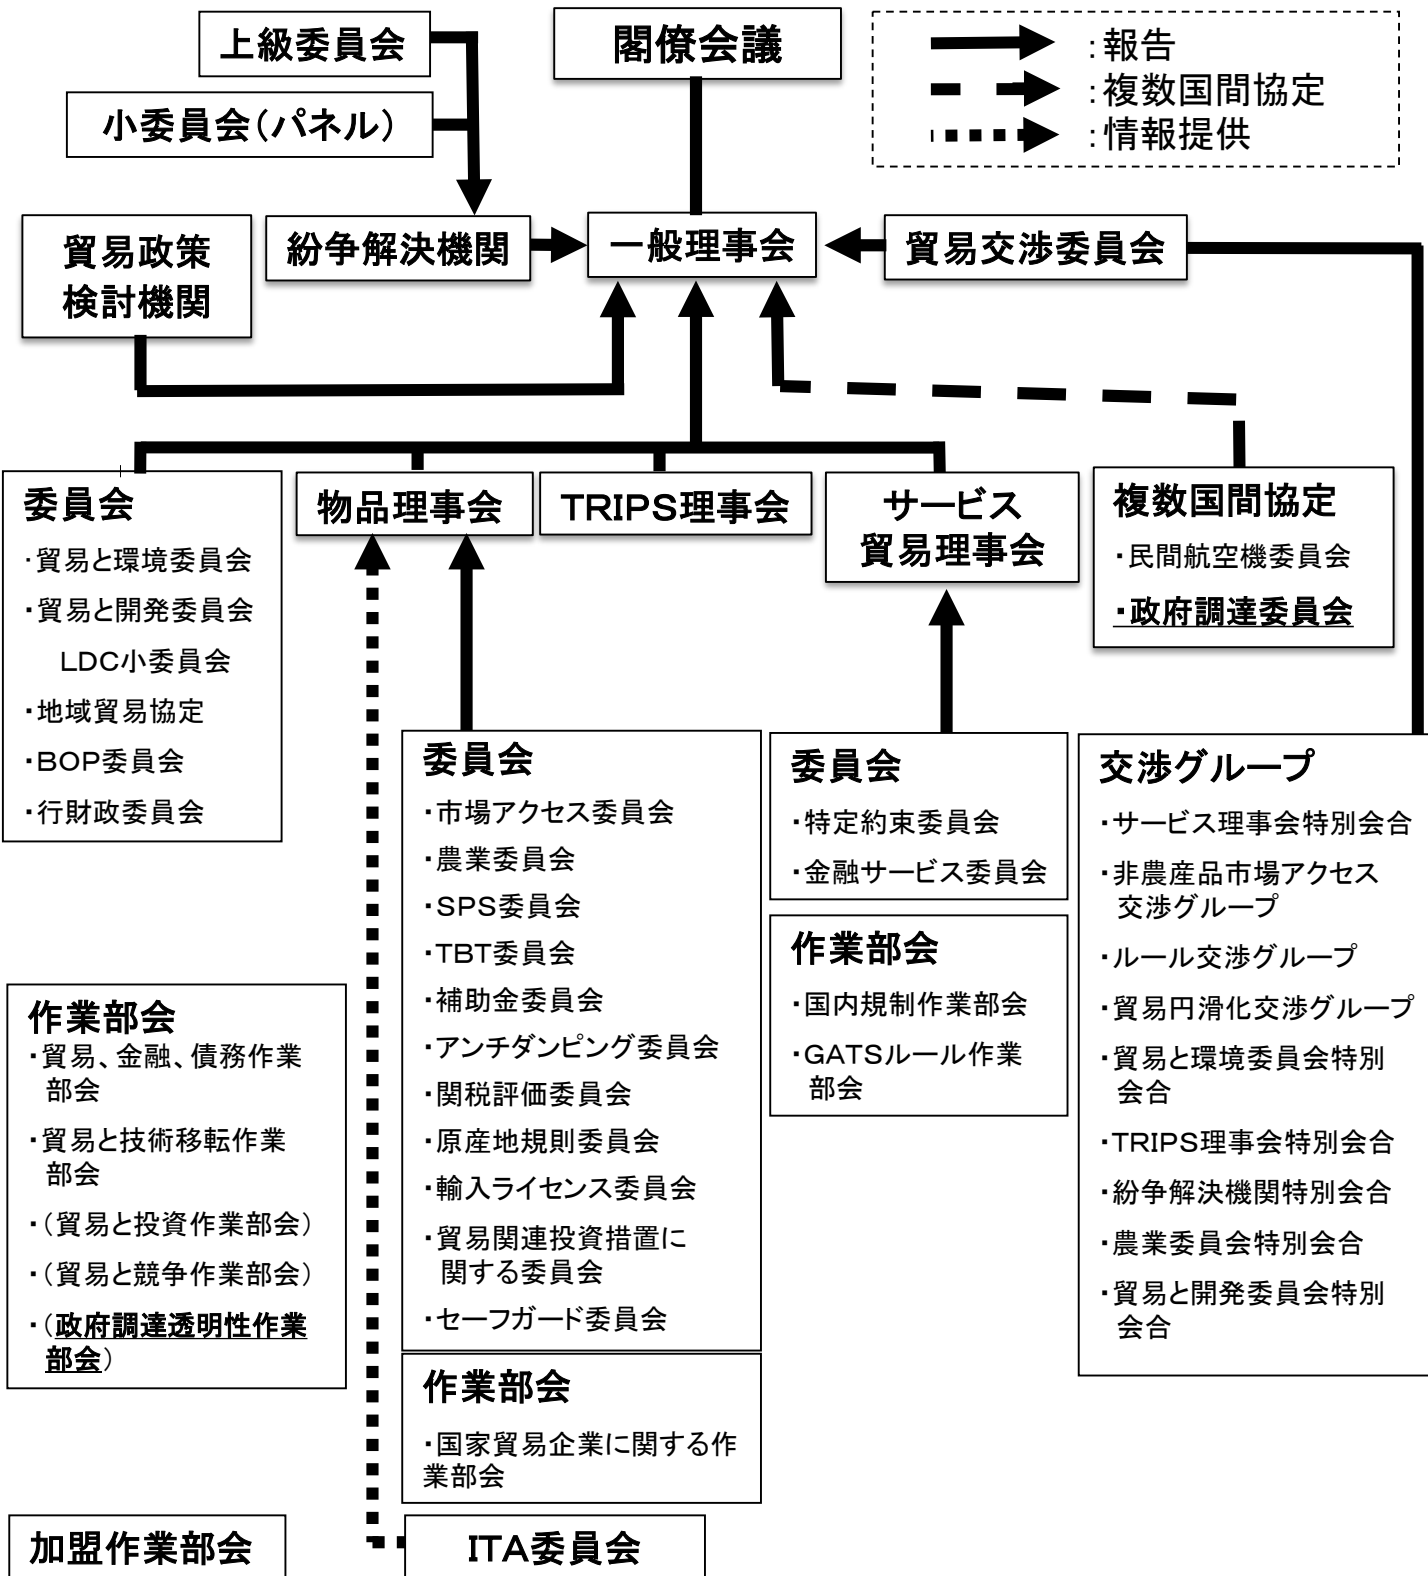 上級委員会
閣僚会議
:報告
:複数国間協定
:情報提供
小委員会(パネル)
貿易政策
検討機関
紛争解決機関
一般理事会
貿易交渉委員会
委員会
・貿易と環境委員会
・貿易と開発委員会
LDC小委員会
・地域貿易協定
・BOP委員会
・行財政委員会
物品理事会
TRIPS理事会
サービス
貿易理事会
複数国間協定
・民間航空機委員会
・政府調達委員会
委員会
・市場アクセス委員会
・農業委員会
・SPS委員会
・TBT委員会
・補助金委員会
・アンチダンピング委員会
・関税評価委員会
・原産地規則委員会
・輸入ライセンス委員会
・貿易関連投資措置に
関する委員会
・セーフガード委員会
委員会
・特定約束委員会
・金融サービス委員会
作業部会
・国内規制作業部会
・GATSルール作業
部会
交渉グループ
・サービス理事会特別会合
・非農産品市場アクセス
交渉グループ
・ルール交渉グループ
・貿易円滑化交渉グループ
・貿易と環境委員会特別
会合
・TRIPS理事会特別会合
・紛争解決機関特別会合
・農業委員会特別会合
・貿易と開発委員会特別
会合
作業部会
・貿易、金融、債務作業
部会
・貿易と技術移転作業
部会
・(貿易と投資作業部会)
・(貿易と競争作業部会)
・(政府調達透明性作業
部会)
作業部会
・国家貿易企業に関する作
業部会
加盟作業部会
ITA委員会